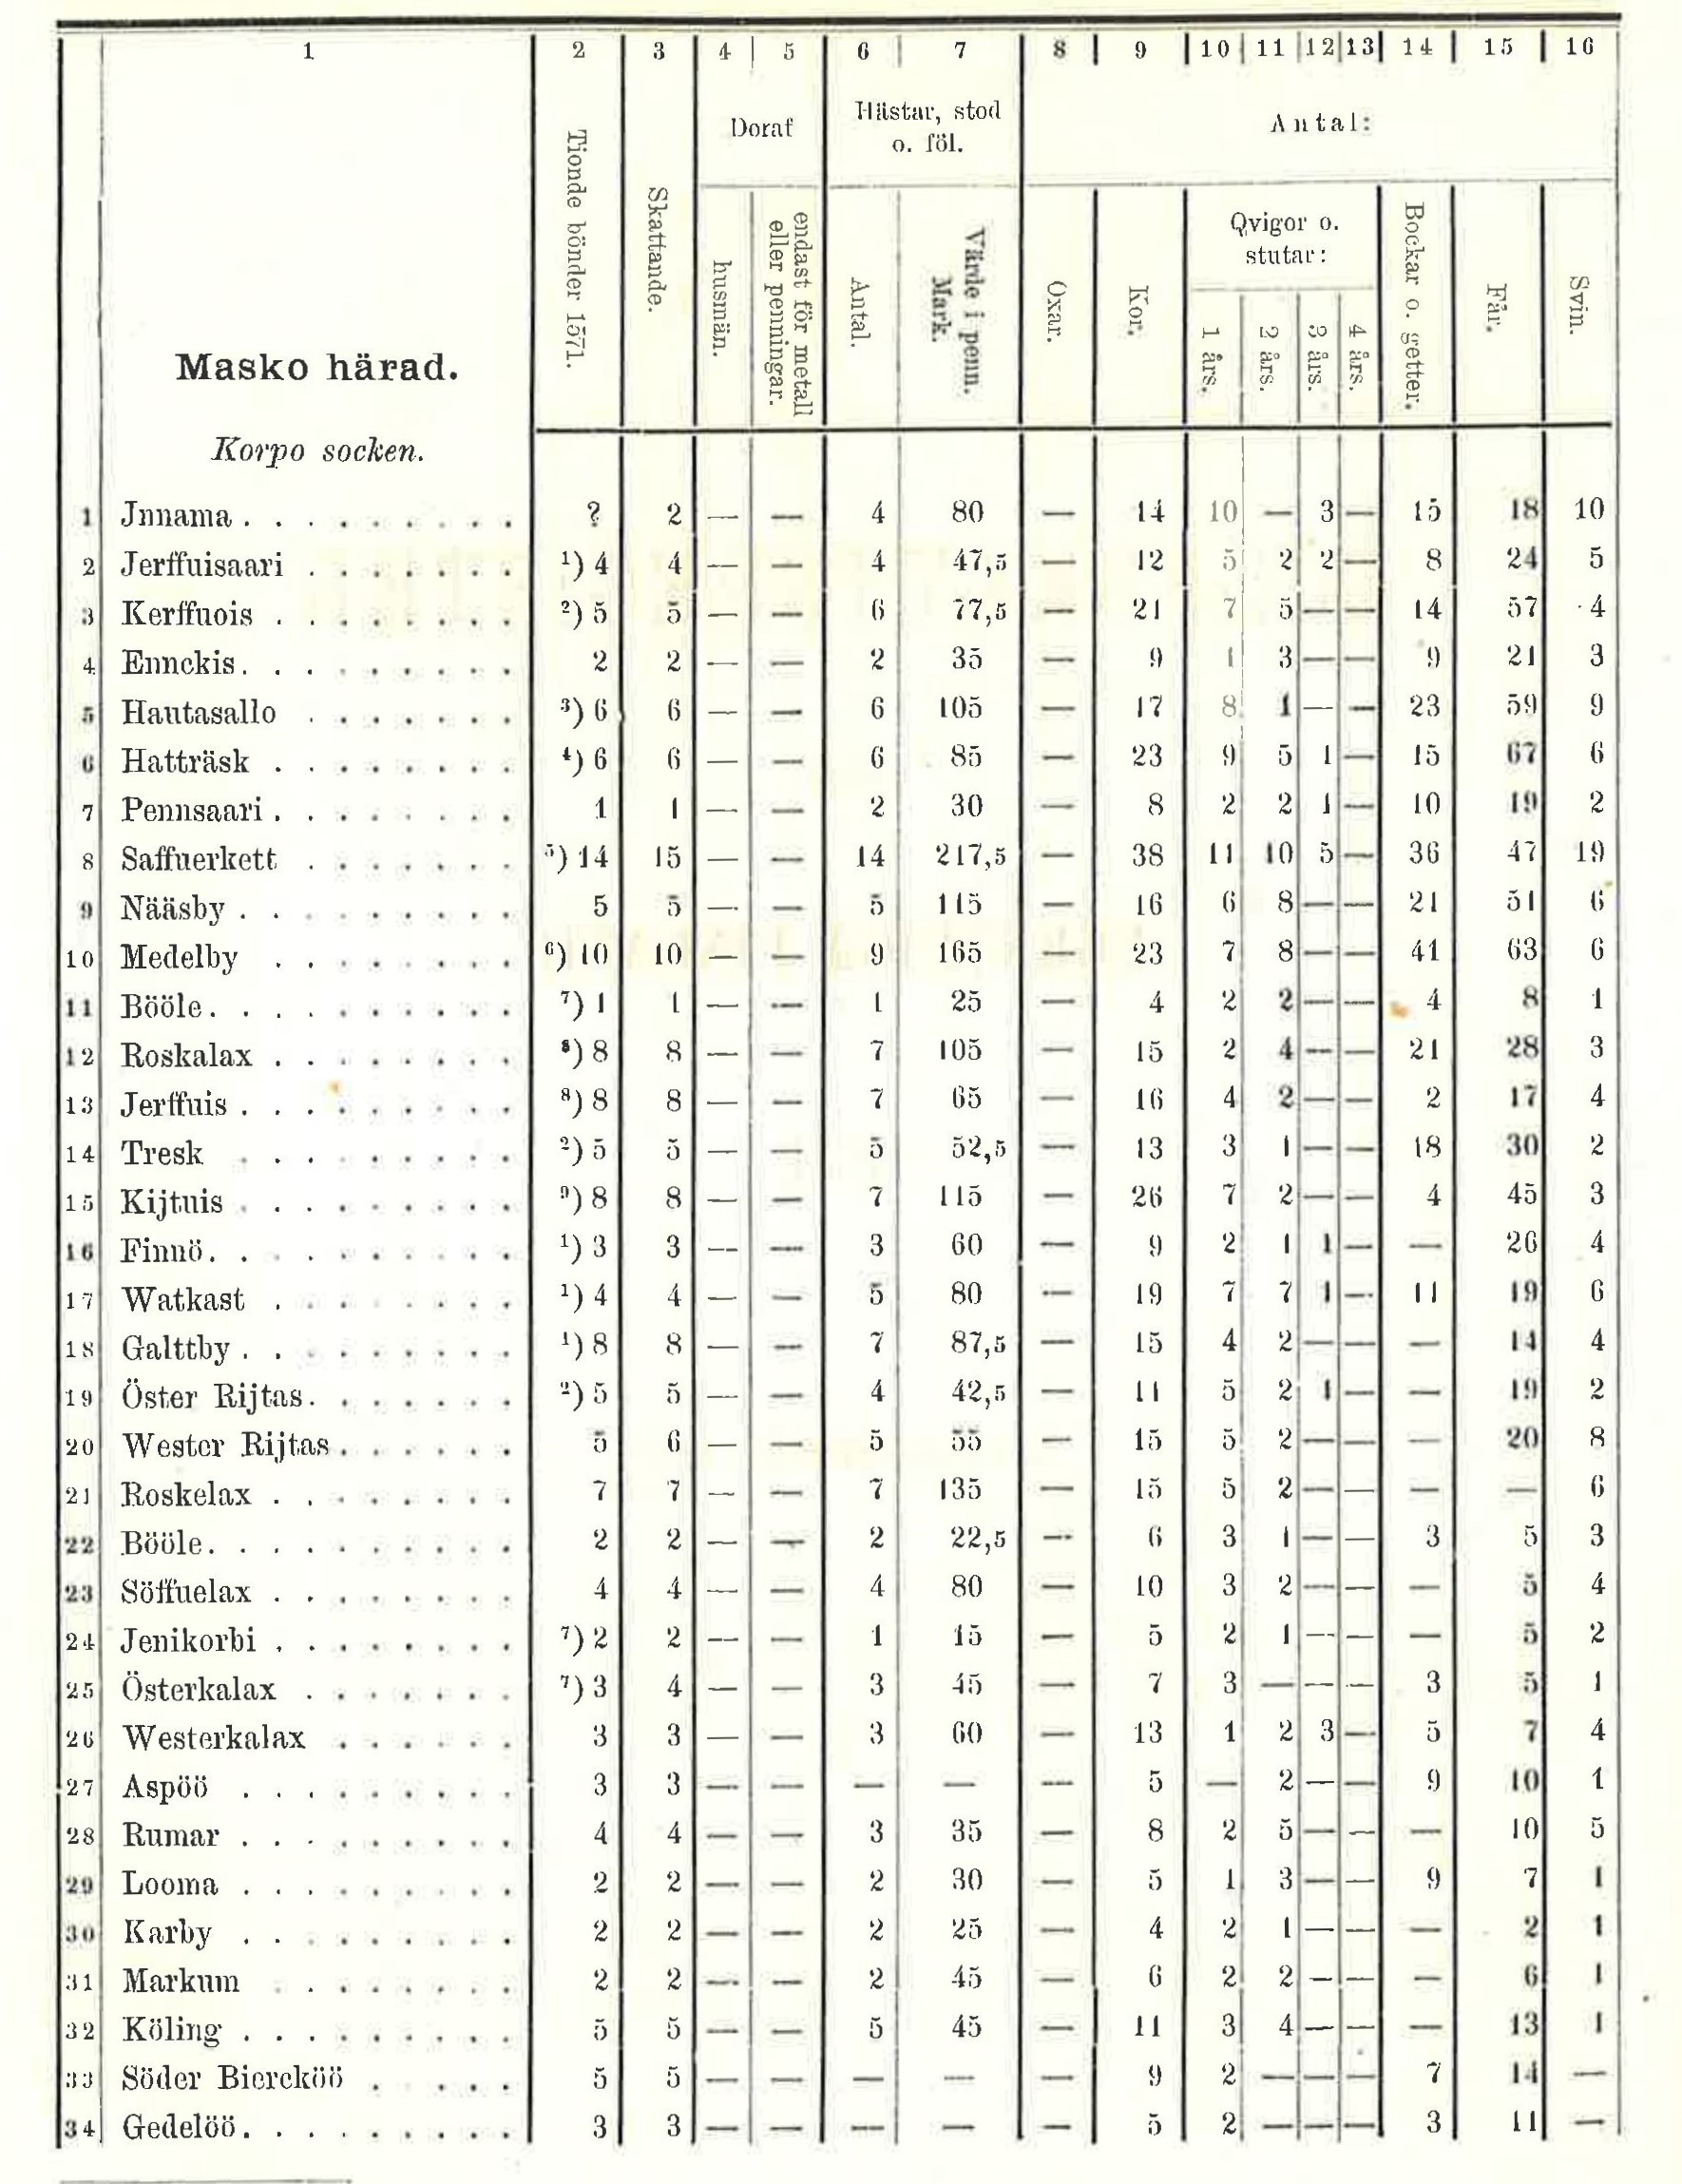 1 2 3 4 5 6 7 8 9 10 11 12 13 14 15 16
Masko härad.
Korpo socken.
Tionde bönder 1571.
Skattande.
Doraf
husmän.
endast för metall
eller penningar.
Hästar, stod
o. föl.
Antal.
Värde i penn.
Mark.
Antal:
Oxar.
Kor.
Qvigor o.
stutar:
1 års.
2 års.
3 års.
4 års.
Bockar o. getter.
Får.
Svin.
1 Jnnama . . . . . . . . . ? 2 — — 4 80 — 14 10 — 3 — 15 18 10
2 Jerffuisaari . . . . . . . ¹) 4 4 — — 4 47,5 — 12 5 2 2 — 8 24 5
3 Kerffuois . . . . . . . . ²) 5 5 — — 6 77,5 — 21 7 5 — — 14 57 4
4 Ennckis . . . . . . . . . 2 2 — — 2 35 — 9 1 3 — — 9 21 3
5 Hautasallo . . . . . . . ³) 6 6 — — 6 105 — 17 8 1 — — 23 59 9
6 Hatträsk . . . . . . . . ⁴) 6 6 — — 6 85 — 23 9 5 1 — 15 67 6
7 Pennsaari . . . . . . . . 1 1 — — 2 30 — 8 2 2 1 — 10 19 2
8 Saffuerkett . . . . . . . ⁵) 14 15 — — 14 217,5 — 38 11 10 5 — 36 47 19
9 Nääsby . . . . . . . . . 5 5 — — 5 115 — 16 6 8 — — 21 51 6
10 Medelby . . . . . . . . ⁶) 10 10 — — 9 165 — 23 7 8 — — 41 63 6
11 Bööle . . . . . . . . . . ⁷) 1 1 — — 1 25 — 4 2 2 — — 4 8 1
12 Roskalax . . . . . . . . ⁸) 8 8 — — 7 105 — 15 2 4 — — 21 28 3
13 Jerffuis . . . . . . . . . ⁸) 8 8 — — 7 65 — 16 4 2 — — 2 17 4
14 Tresk . . . . . . . . . ²) 5 5 — — 5 52,5 — 13 3 1 — — 18 30 2
15 Kijtuis . . . . . . . . . ⁹) 8 8 — — 7 115 — 26 7 2 — — 4 45 3
16 Finnö . . . . . . . . . . ¹) 3 3 — — 3 60 — 9 2 1 1 — — 26 4
17 Watkast . . . . . . . . ¹) 4 4 — — 5 80 — 19 7 7 1 — 11 19 6
18 Galttby . . . . . . . . . ¹) 8 8 — — 7 87,5 — 15 4 2 — — — 14 4
19 Öster Rijtas . . . . . . . ²) 5 5 — — 4 42,5 — 11 5 2 1 — — 19 2
20 Wester Rijtas . . . . . . 5 6 — — 5 55 — 15 5 2 — — — 20 8
21 Roskelax . . . . . . . . 7 7 — — 7 135 — 15 5 2 — — — — 6
22 Bööle . . . . . . . . . . 2 2 — — 2 22,5 — 6 3 1 — — 3 5 3
23 Söffuelax . . . . . . . . 4 4 — — 4 80 — 10 3 2 — — — 5 4
24 Jenikorbi . . . . . . . . ⁷) 2 2 — — 1 15 — 5 2 1 — — — 5 2
25 Österkalax . . . . . . . ⁷) 3 4 — — 3 45 — 7 3 — — — 3 5 1
26 Westerkalax . . . . . . 3 3 — — 3 60 — 13 1 2 3 — 5 7 4
27 Aspöö . . . . . . . . . 3 3 — — — — — 5 — 2 — — 9 10 1
28 Rumar . . . . . . . . . 4 4 — — 3 35 — 8 2 5 — — — 10 5
29 Looma . . . . . . . . . 2 2 — — 2 30 — 5 1 3 — — 9 7 1
30 Karby . . . . . . . . . 2 2 — — 2 25 — 4 2 1 — — — 2 1
31 Markum . . . . . . . . 2 2 — — 2 45 — 6 2 2 — — — 6 1
32 Köling . . . . . . . . . 5 5 — — 5 45 — 11 3 4 — — — 13 1
33 Söder Biercköö . . . . . 5 5 — — — — — 9 2 — — — 7 14 —
34 Gedelöö . . . . . . . . . 3 3 — — — — — 5 2 — — — 3 11 —